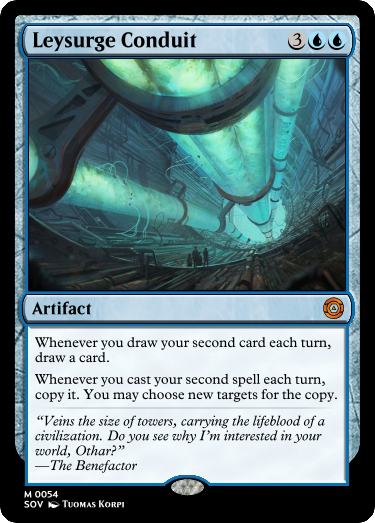 Leysurge Conduit 3
Artifact
Whenever you draw your second card each turn,
draw a card.
Whenever you cast your second spell each turn,
copy it. You may choose new targets for the copy.
“Veins the size of towers, carrying the lifeblood of a
civilization. Do you see why I’m interested in your
world, Othar?”
—The Benefactor
M 0054
SOV Tuomas Korpi